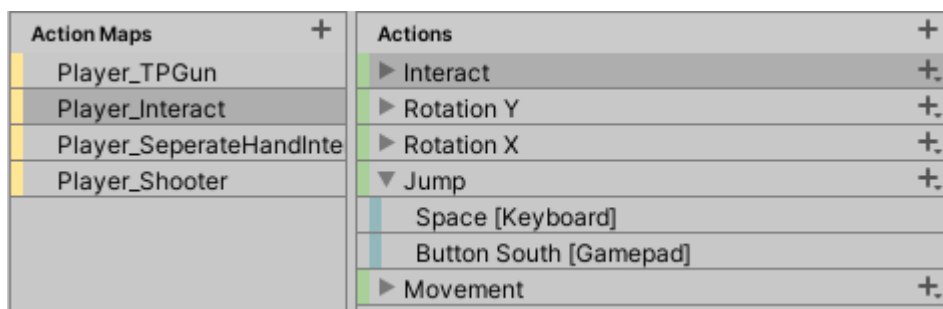 Action Maps
Player_TPGun
Player_Interact
Player_SeperateHandInte
Player_Shooter
Actions
Interact
Rotation Y
Rotation X
Jump
Space [Keyboard]
Button South [Gamepad]
Movement